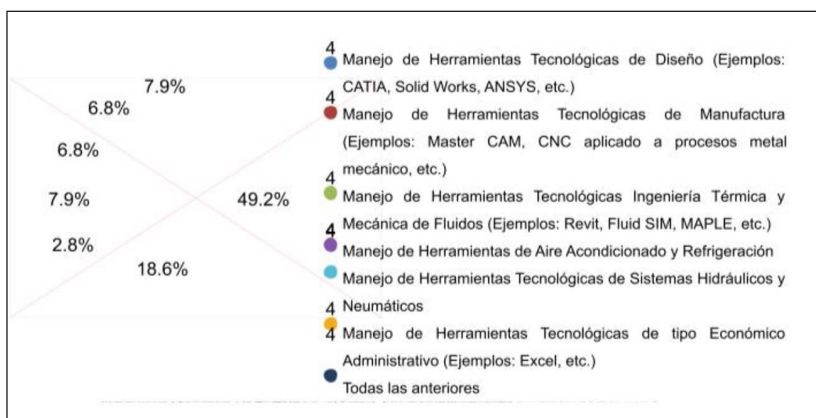 7.9%
6.8%
6.8%
7.9%
49.2%
2.8%
18.6%
4
Manejo de Herramientas Tecnológicas de Diseño (Ejemplos:
CATIA, Solid Works, ANSYS, etc.)
4
Manejo de Herramientas Tecnológicas de Manufactura
(Ejemplos: Master CAM, CNC aplicado a procesos metal
mecánico, etc.)
4
Manejo de Herramientas Tecnológicas Ingeniería Térmica y
Mecánica de Fluidos (Ejemplos: Revit, Fluid SIM, MAPLE, etc.)
4
Manejo de Herramientas de Aire Acondicionado y Refrigeración
Manejo de Herramientas Tecnológicas de Sistemas Hidráulicos y
4 Neumáticos
4 Manejo de Herramientas Tecnológicas de tipo Económico
Administrativo (Ejemplos: Excel, etc.)
Todas las anteriores